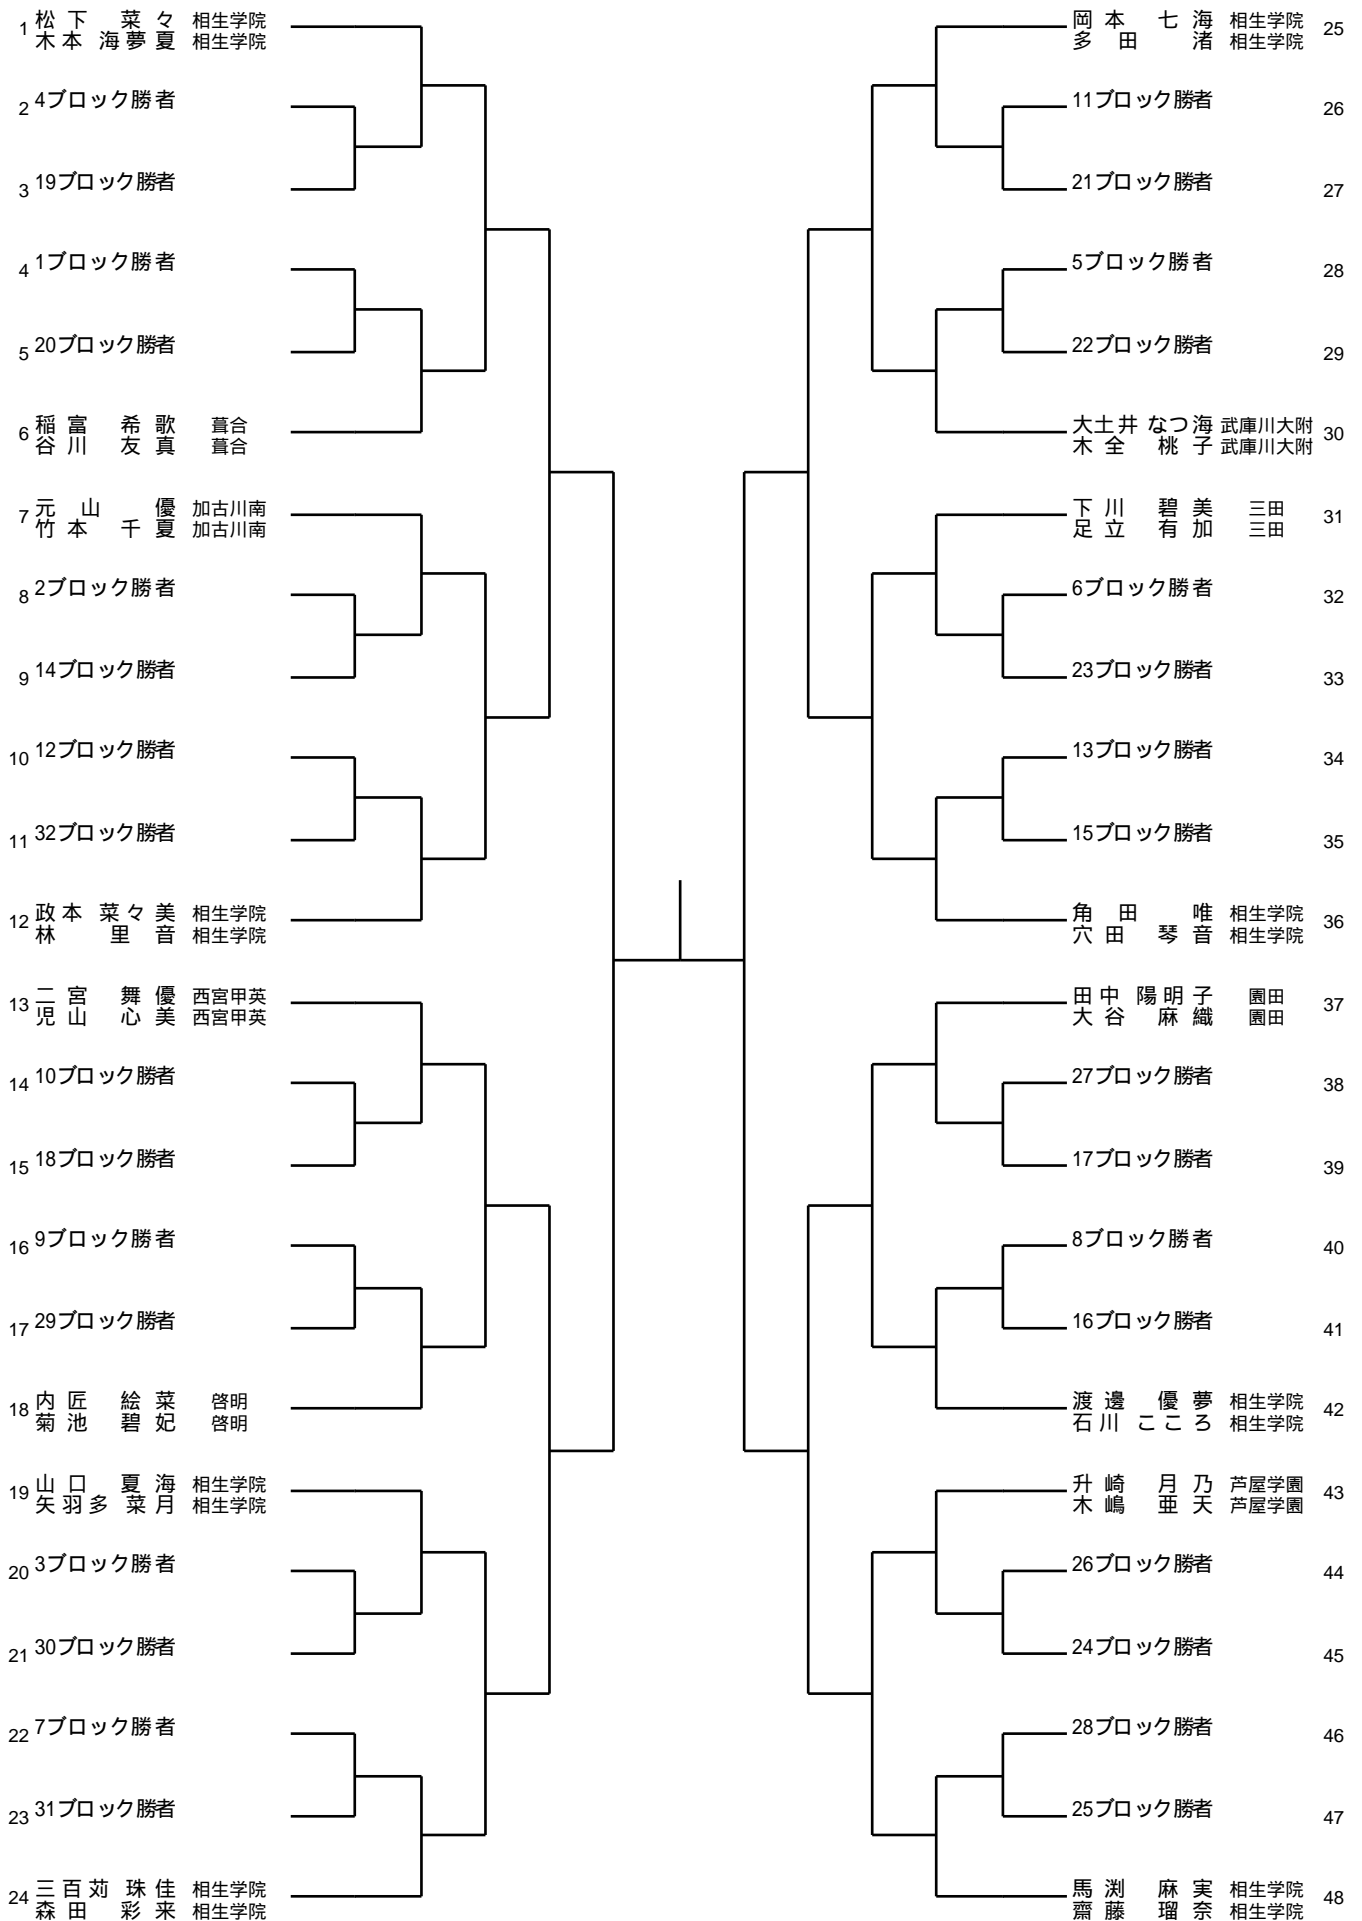 1 松下 菜々 相生学院
木本 海夢夏 相生学院
2 4ブロック勝者
3 19ブロック勝者
4 1ブロック勝者
5 20ブロック勝者
6 稲富 希歌 葺合
谷川 友真 葺合
7 元山 優 加古川南
竹本 千夏 加古川南
8 2ブロック勝者
9 14ブロック勝者
10 12ブロック勝者
11 32ブロック勝者
12 政本 菜々美 相生学院
林 里音 相生学院
13 二宮 舞優 西宮甲英
児山 心美 西宮甲英
14 10ブロック勝者
15 18ブロック勝者
16 9ブロック勝者
17 29ブロック勝者
18 内匠 絵菜 啓明
菊池 碧妃 啓明
19 山口 夏海 相生学院
矢羽多 菜月 相生学院
20 3ブロック勝者
21 30ブロック勝者
22 7ブロック勝者
23 31ブロック勝者
24 三百苅 珠佳 相生学院
森田 彩来 相生学院
岡本 七海 相生学院 25
多田 渚 相生学院
11ブロック勝者 26
21ブロック勝者 27
5ブロック勝者 28
22ブロック勝者 29
大土井 なつ海 武庫川大附 30
木全 桃子 武庫川大附
下川 碧美 三田 31
足立 有加 三田
6ブロック勝者 32
23ブロック勝者 33
13ブロック勝者 34
15ブロック勝者 35
角田 唯 相生学院 36
穴田 琴音 相生学院
田中 陽明子 園田 37
大谷 麻織 園田
27ブロック勝者 38
17ブロック勝者 39
8ブロック勝者 40
16ブロック勝者 41
渡邊 優夢 相生学院 42
石川 こころ 相生学院
升崎 月乃 芦屋学園 43
木嶋 亜天 芦屋学園
26ブロック勝者 44
24ブロック勝者 45
28ブロック勝者 46
25ブロック勝者 47
馬渕 麻実 相生学院 48
齋藤 瑠奈 相生学院